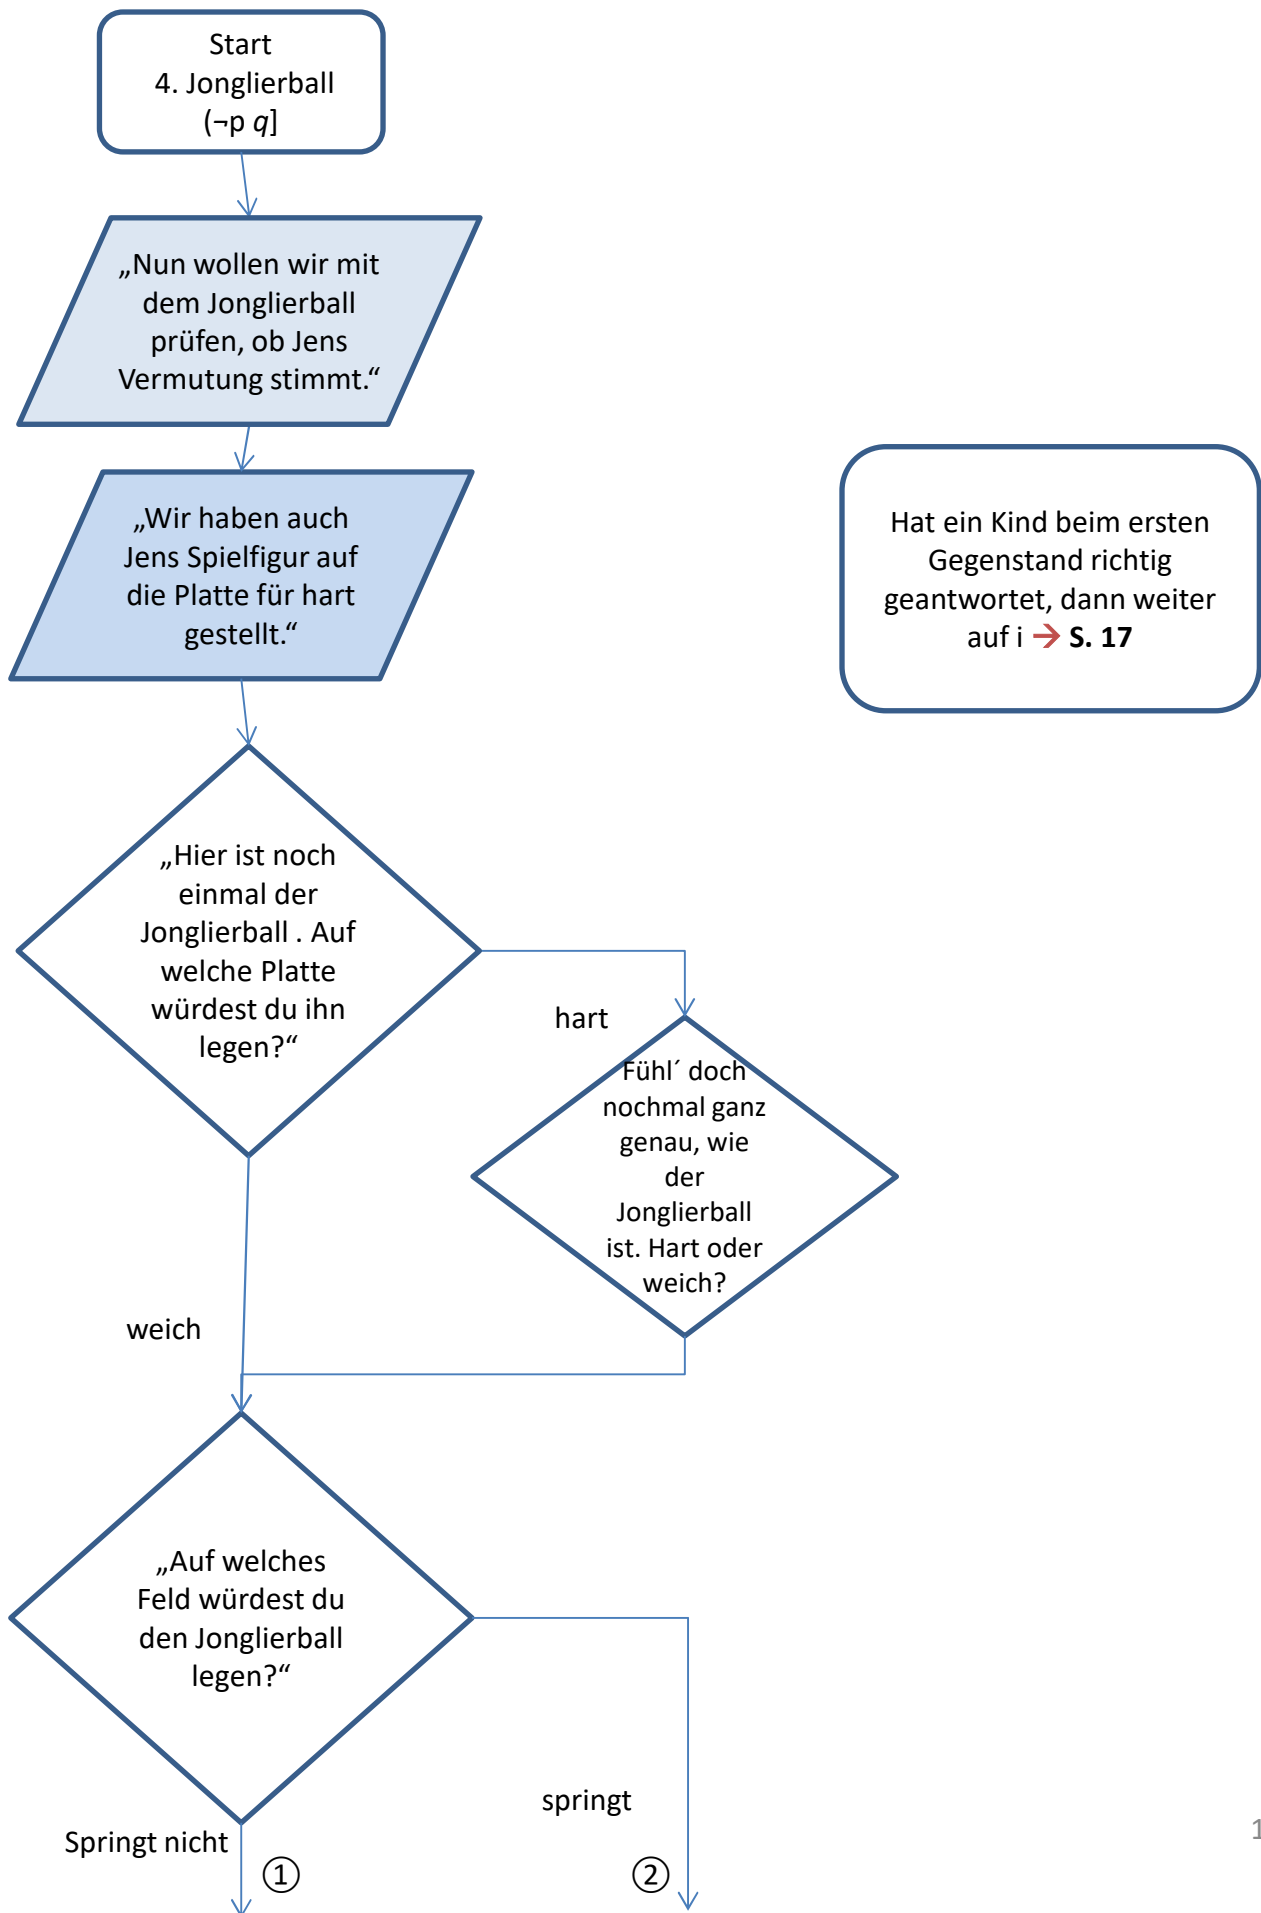 Start
4. Jonglierball
(¬p q]
„Nun wollen wir mit
dem Jonglierball
prüfen, ob Jens
Vermutung stimmt.“
„Wir haben auch
Jens Spielfigur auf
die Platte für hart
gestellt.“
Hat ein Kind beim ersten
Gegenstand richtig
geantwortet, dann weiter
auf i → S. 17
„Hier ist noch
einmal der
Jonglierball . Auf
welche Platte
würdest du ihn
legen?“
hart
Fühl´ doch
nochmal ganz
genau, wie
der
Jonglierball
ist. Hart oder
weich?
weich
„Auf welches
Feld würdest du
den Jonglierball
legen?“
springt
Springt nicht
①
②
1